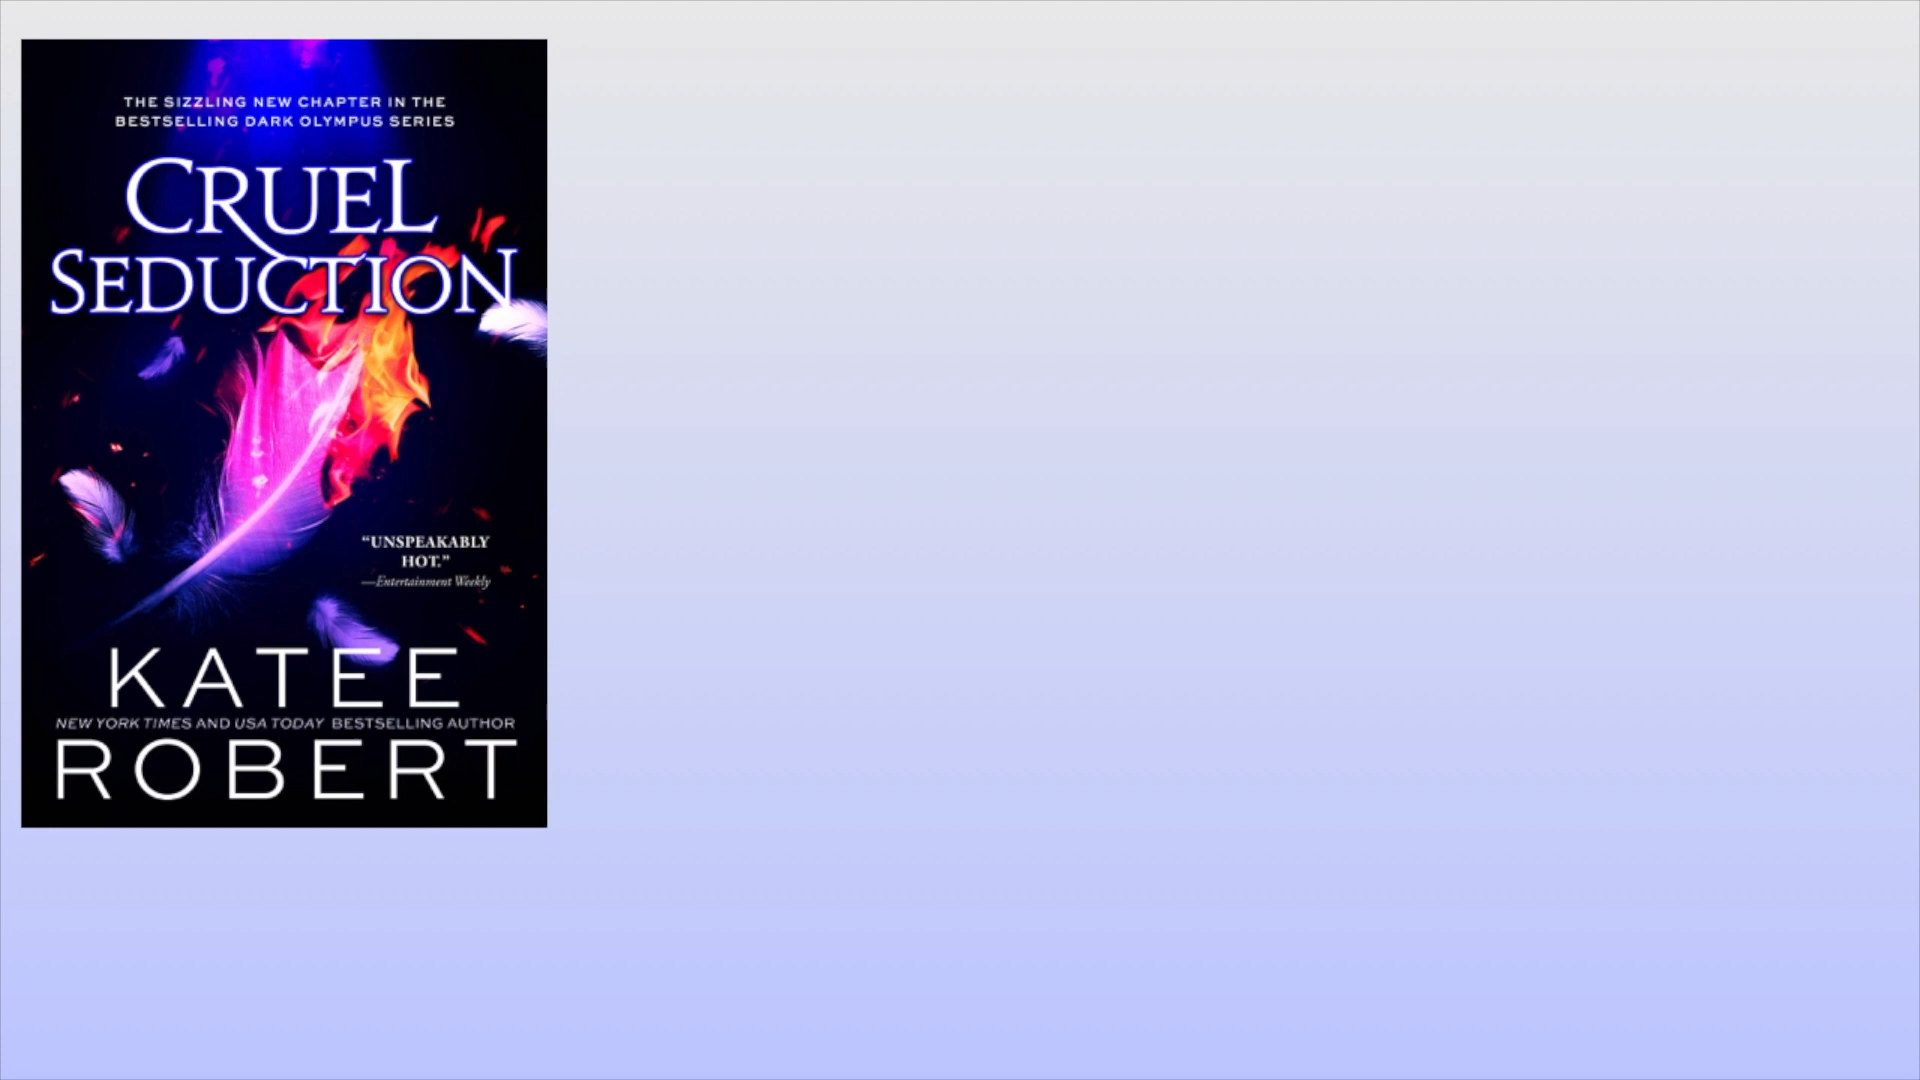 THE SIZZLING NEW CHAPTER IN THE
BESTSELLING DARK OLYMPUS SERIES
CRUEL
SEDUCTION
“UNSPEAKABLY
HOT.”
—Entertainment Weekly
KATEE
NEW YORK TIMES AND USA TODAY BESTSELLING AUTHOR
ROBERT